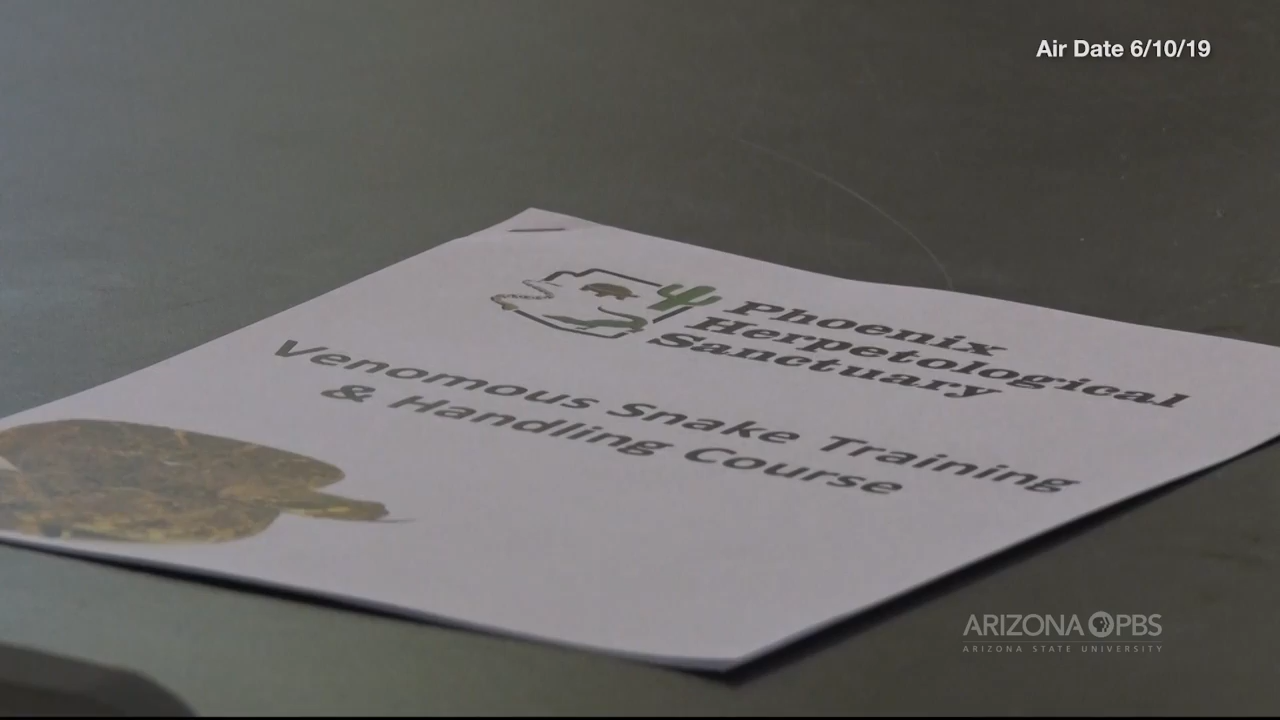 Air Date 6/10/19
Phoenix
Herpetological
Sanctuary
Venomous Snake Training
& Handling Course
ARIZONA PBS
ARIZONA STATE UNIVERSITY